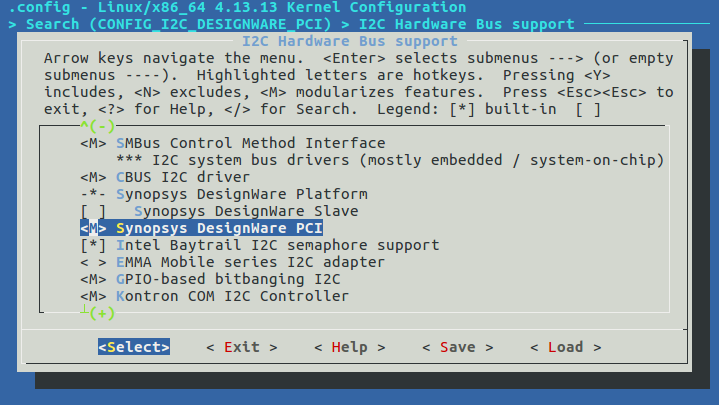 .config - Linux/x86_64 4.13.13 Kernel Configuration
> Search (CONFIG_I2C_DESIGNWARE_PCI) > I2C Hardware Bus support
I2C Hardware Bus support
Arrow keys navigate the menu.  <Enter> selects submenus ---> (or empty
submenus ----).  Highlighted letters are hotkeys.  Pressing <Y>
includes, <N> excludes, <M> modularizes features.  Press <Esc><Esc> to
exit, <?> for Help, </> for Search.  Legend: [*] built-in  [ ]
^(-)
<M> SMBus Control Method Interface
*** I2C system bus drivers (mostly embedded / system-on-chip)
<M> CBUS I2C driver
-*- Synopsys DesignWare Platform
[ ]   Synopsys DesignWare Slave
<M> Synopsys DesignWare PCI
[*] Intel Baytrail I2C semaphore support
< > EMMA Mobile series I2C adapter
<M> GPIO-based bitbanging I2C
<M> Kontron COM I2C Controller
┴(+)
<Select>    < Exit >    < Help >    < Save >    < Load >